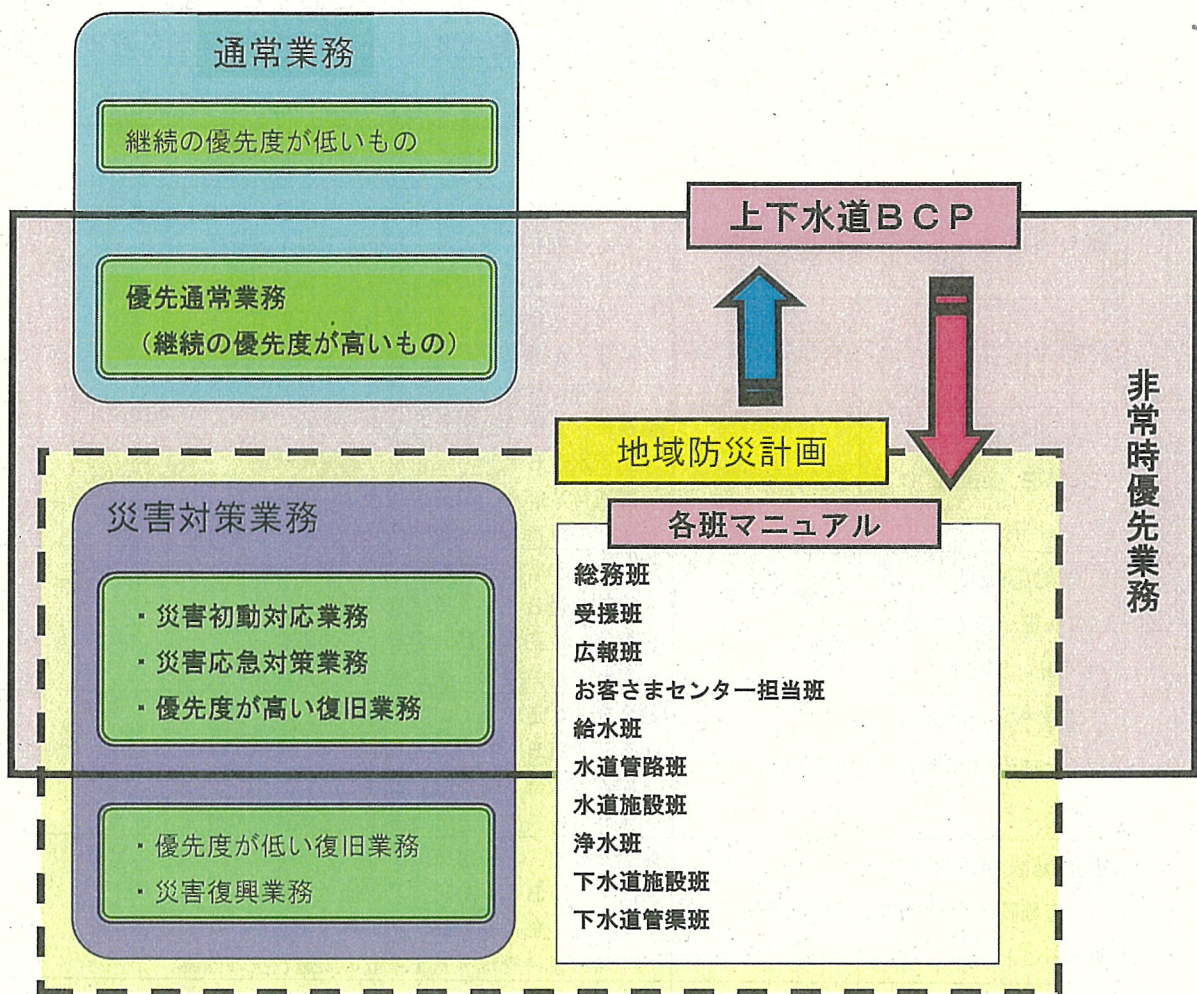 通常業務
継続の優先度が低いもの
上下水道BCP
優先通常業務
(継続の優先度が高いもの)
非常時優先業務
地域防災計画
災害対策業務
・災害初動対応業務
・災害応急対策業務
・優先度が高い復旧業務
・優先度が低い復旧業務
・災害復興業務
各班マニュアル
総務班
受援班
広報班
お客さまセンター担当班
給水班
水道管路班
水道施設班
浄水班
下水道施設班
下水道管渠班